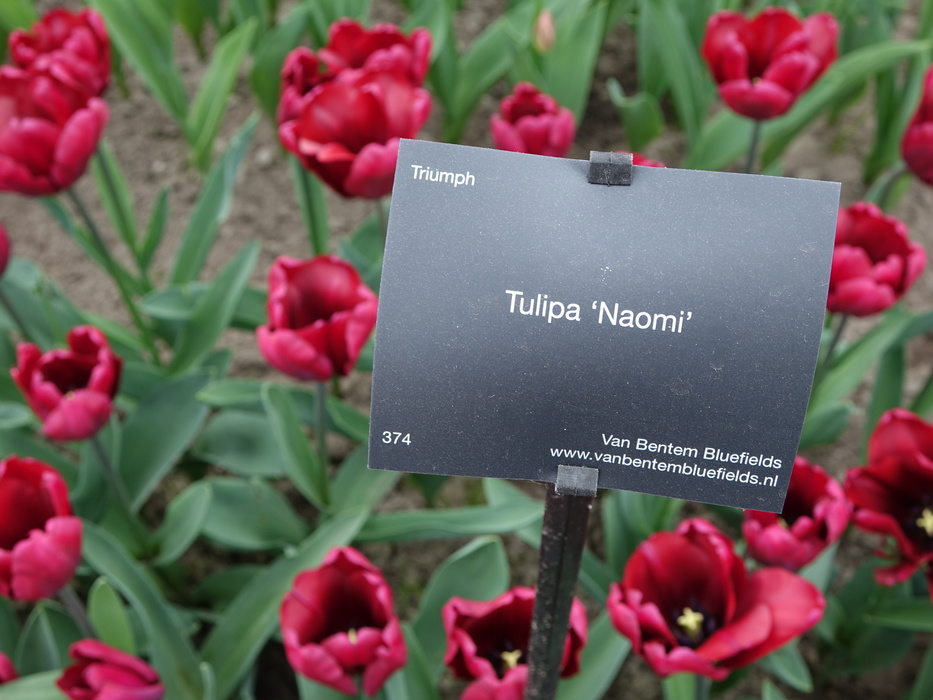 Triumph
Tulipa ‘Naomi’
374
Van Bentem Bluefields
www.vanbentembluefields.nl